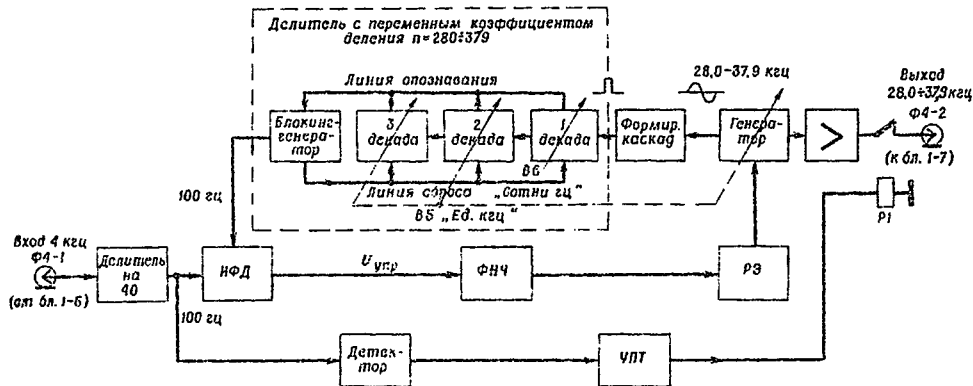 Делитель с переменным коэффициентом
деления n=280÷379
Линия опознавания
28,0-37,9 кгц
Выход
28,0÷37,9 кгц
Ф4-2
(к бл. 1-7)
Блокинг-
генера-
тор
3
декада
2
декада
1
декада
Формир.
каскад
Генера-
тор
>
В6
Линия сброса
„Сотни гц"
В5 „Ед. кгц"
100 гц
Р1
Вход 4 кгц
Ф4-1
(от бл. 1-6)
Делитель
на
40
ИФД
Uупр
ФНЧ
РЭ
100 гц
Детек-
тор
УПТ